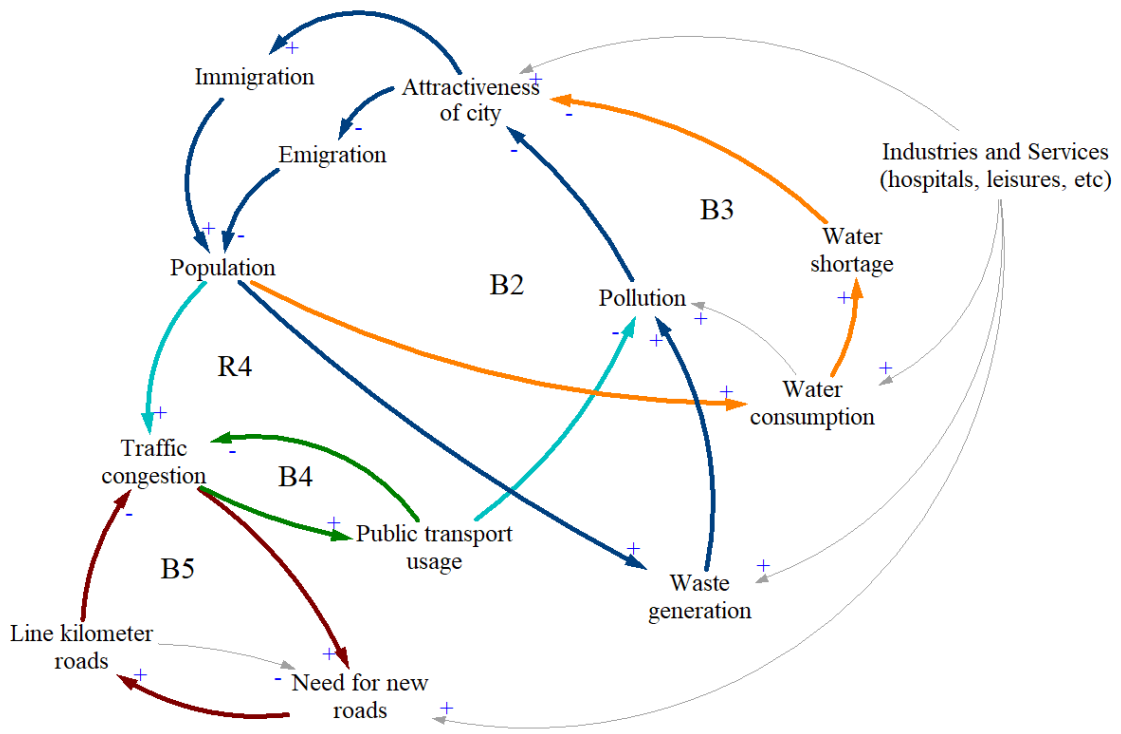 +
Immigration
Attractiveness
of city
+
-
-
-
Emigration
Industries and Services
(hospitals, leisures, etc)
B3
+
-
Population
Water
shortage
B2
Pollution
+
-
+
+
R4
+
+
Water
consumption
+
Traffic
congestion
-
B4
-
+
Public transport
usage
+
+
B5
Waste
generation
Line kilometer
roads
+
+
-
Need for new
roads
+